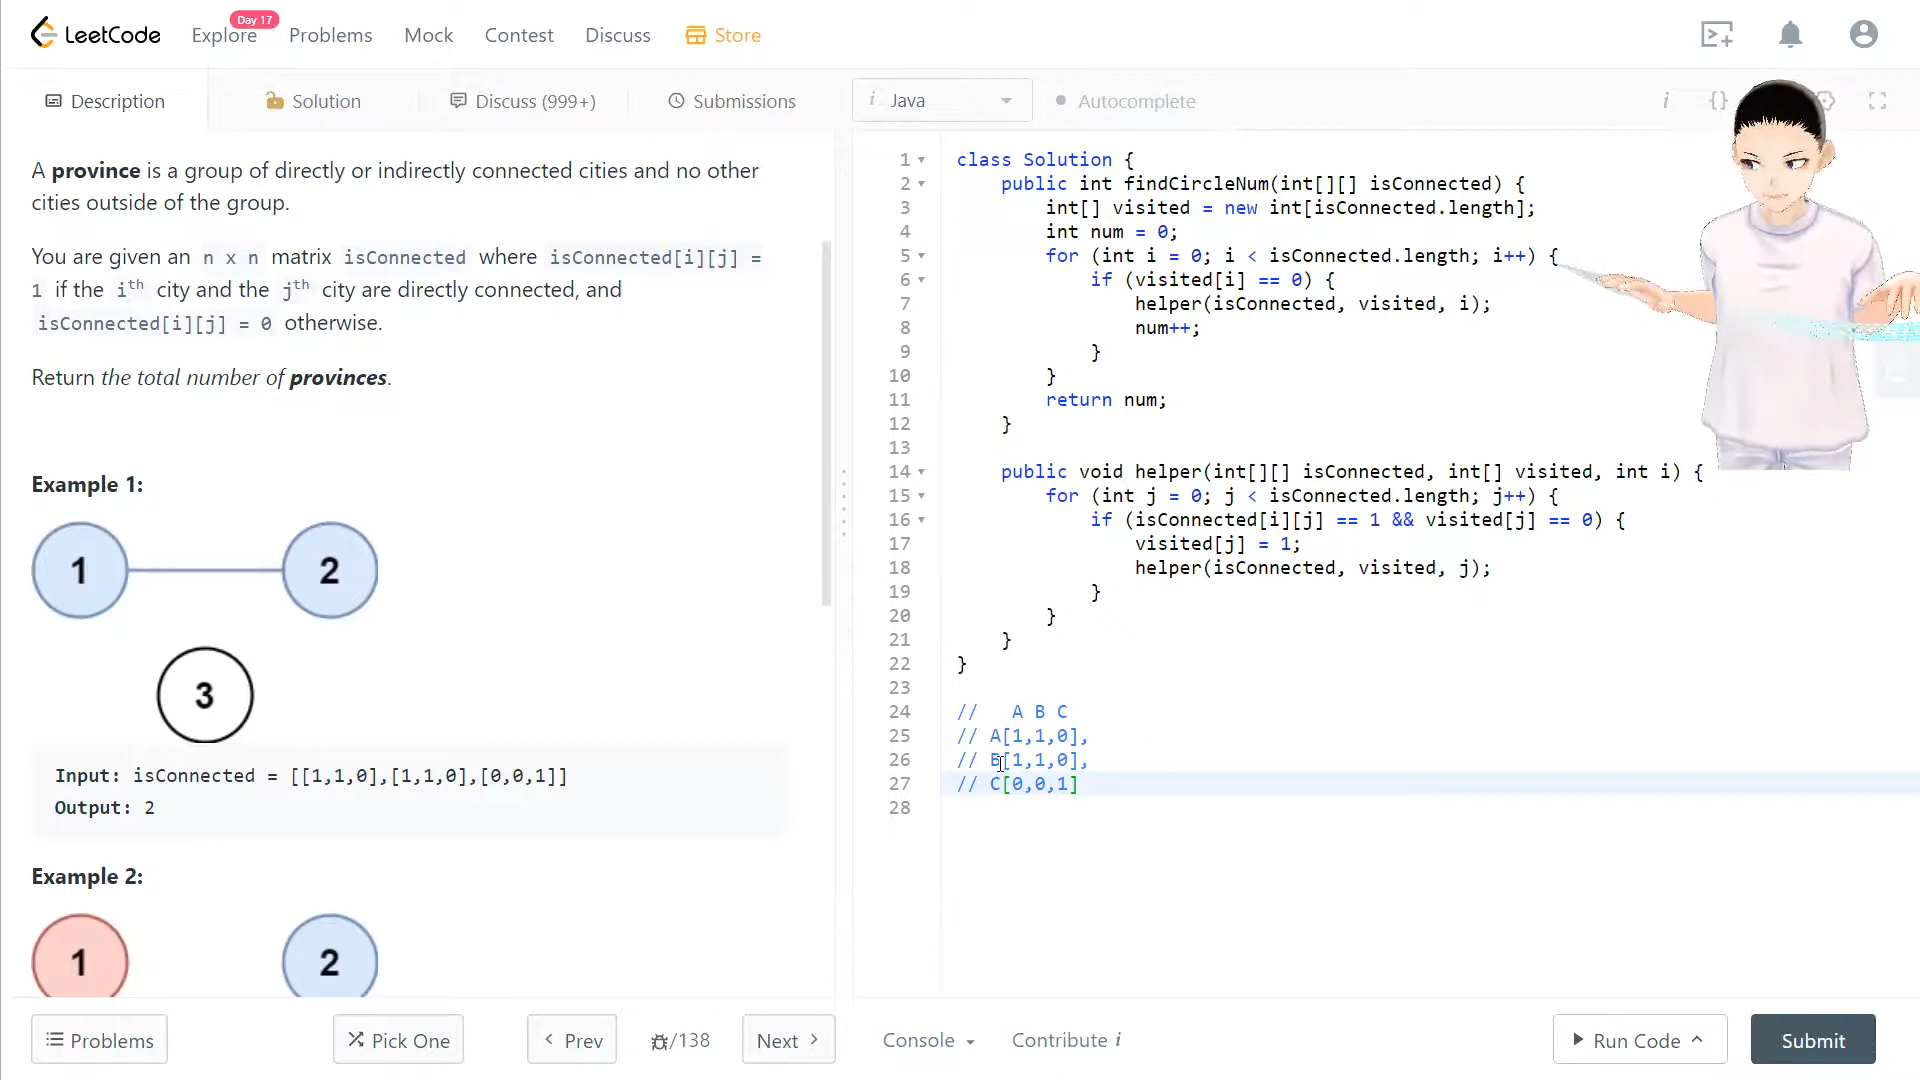 LeetCode
Explore
Day 17
Problems
Mock
Contest
Discuss
Store
Description
Solution
Discuss (999+)
Submissions
A province is a group of directly or indirectly connected cities and no other
cities outside of the group.
You are given an n x n matrix isConnected where isConnected[i][j] =
1 if the ith city and the jth city are directly connected, and
isConnected[i][j] = 0 otherwise.
Return the total number of provinces.
Example 1:
1
2
3
Input: isConnected = [[1,1,0],[1,1,0],[0,0,1]]
Output: 2
Example 2:
1
2
i Java
Autocomplete
i {}
1 class Solution {
2 public int findCircleNum(int[][] isConnected) {
3 int[] visited = new int[isConnected.length];
4 int num = 0;
5 for (int i = 0; i < isConnected.length; i++) {
6 if (visited[i] == 0) {
7 helper(isConnected, visited, i);
8 num++;
9 }
10 }
11 return num;
12 }
13
14 public void helper(int[][] isConnected, int[] visited, int i) {
15 for (int j = 0; j < isConnected.length; j++) {
16 if (isConnected[i][j] == 1 && visited[j] == 0) {
17 visited[j] = 1;
18 helper(isConnected, visited, j);
19 }
20 }
21 }
22 }
23
24 // A B C
25 // A[1,1,0],
26 // B[1,1,0],
27 // C[0,0,1]
28
Problems
Pick One
< Prev
/138
Next >
Console
Contribute i
Run Code
Submit